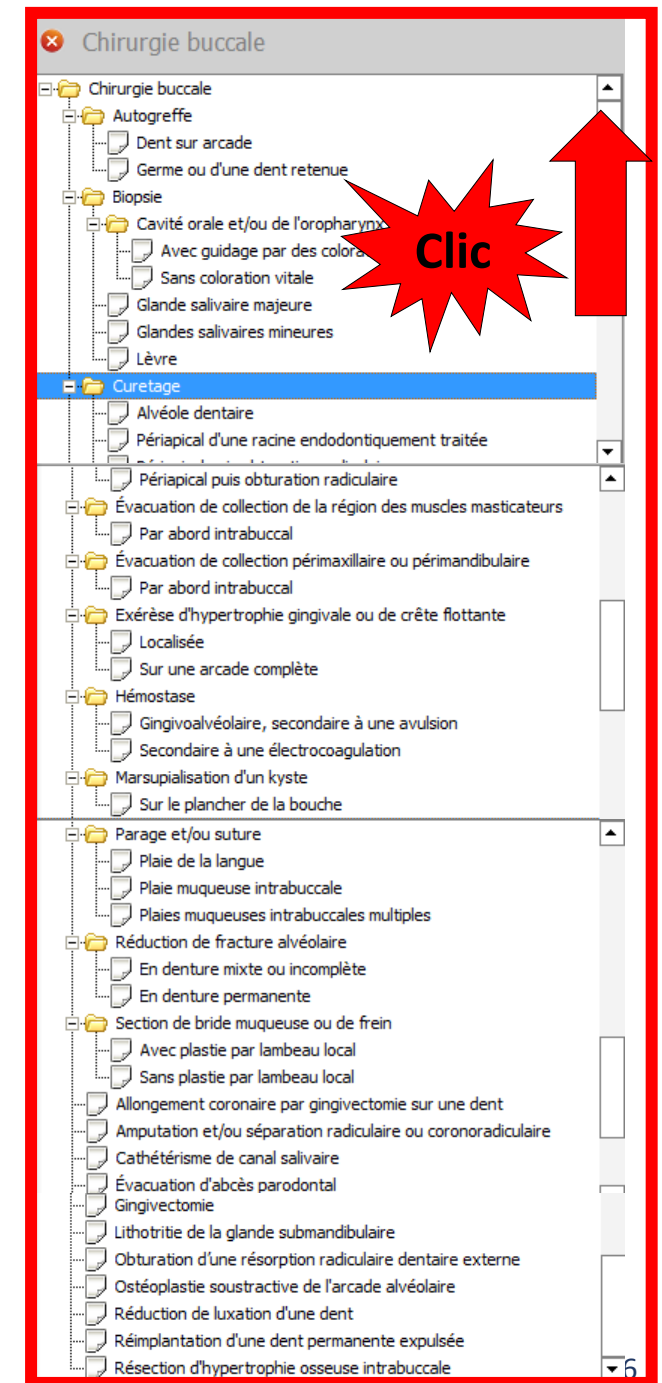 Chirurgie buccale
Chirurgie buccale
Autogreffe
Dent sur arcade
Germe ou d'une dent retenue
Biopsie
Cavité orale et/ou de l'oropharynx
Avec guidage par des
Clic
Sans coloration vitale
Glande salivaire majeure
Glandes salivaires mineures
Lèvre
Curetage
Alvéole dentaire
Périapical d'une racine endodontiquement traitée
Périapical puis obturation radiculaire
Évacuation de collection de la région des muscles masticateurs
Par abord intrabuccal
Évacuation de collection périmaxillaire ou périmandibulaire
Par abord intrabuccal
Exérèse d'hypertrophie gingivale ou de crête flottante
Localisée
Sur une arcade complète
Hémostase
Gingivoalvéolaire, secondaire à une avulsion
Secondaire à une électrocoagulation
Marsupialisation d'un kyste
Sur le plancher de la bouche
Parage et/ou suture
Plaie de la langue
Plaie muqueuse intrabuccale
Plaies muqueuses intrabuccales multiples
Réduction de fracture alvéolaire
En denture mixte ou incomplète
En denture permanente
Section de bride muqueuse ou de frein
Avec plastie par lambeau local
Sans plastie par lambeau local
Allongement coronaire par gingivectomie sur une dent
Amputation et/ou séparation radiculaire ou coronoradiculaire
Cathétérisme de canal salivaire
Évacuation d'abcès parodontal
Gingivectomie
Lithotritie de la glande submandibulaire
Obturation d’une résorption radiculaire dentaire externe
Ostéoplastie soustractive de l'arcade alvéolaire
Réduction de luxation d'une dent
Réimplantation d'une dent permanente expulsée
Résection d'hypertrophie osseuse intrabuccale
6